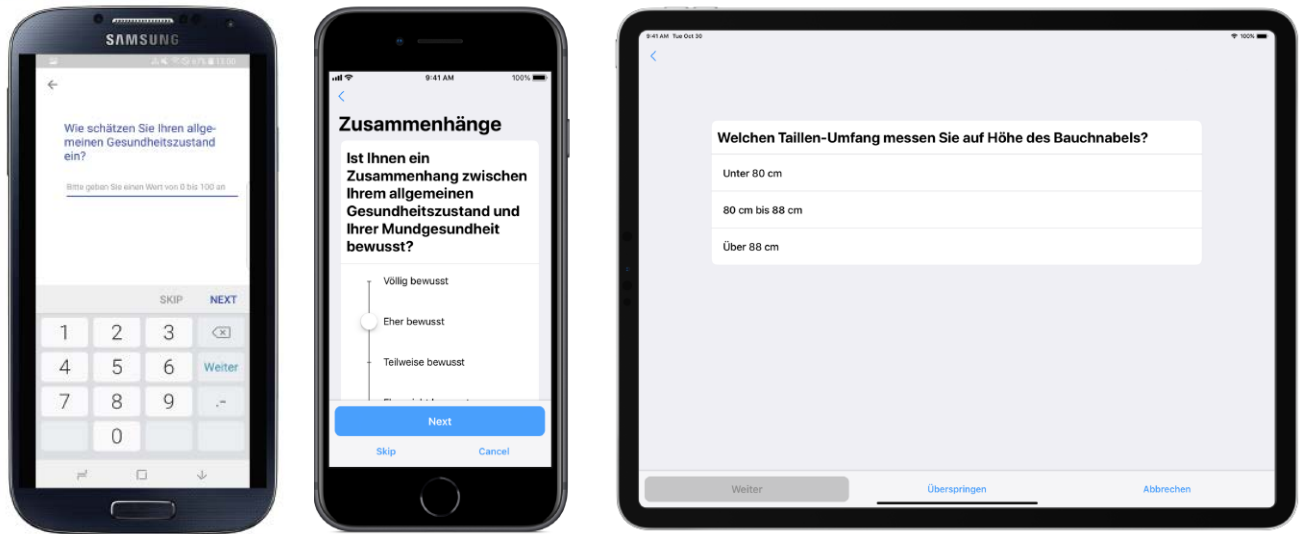 SAMSUNG
13:00
Wie schätzen Sie Ihren allge-
meinen Gesundheitszustand
ein?
Bitte geben Sie einen Wert von 0 bis 100 an
SKIP NEXT
1 2 3
4 5 6 Weiter
7 8 9 .-
0
9:41 AM 100%
Zusammenhänge
Ist Ihnen ein
Zusammenhang zwischen
Ihrem allgemeinen
Gesundheitszustand und
Ihrer Mundgesundheit
bewusst?
Völlig bewusst
Eher bewusst
Teilweise bewusst
Next
Skip Cancel
9:41 AM Tue Oct 30 100%
Welchen Taillen-Umfang messen Sie auf Höhe des Bauchnabels?
Unter 80 cm
80 cm bis 88 cm
Über 88 cm
Weiter Überspringen Abbrechen